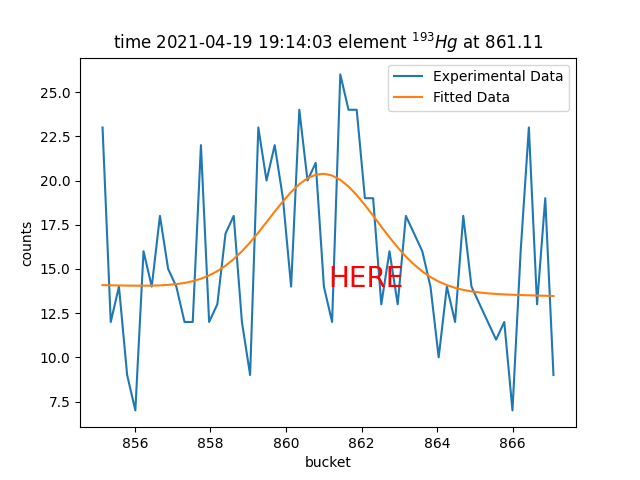 time 2021-04-19 19:14:03 element ¹⁹³Hg at 861.11
Experimental Data
Fitted Data
25.0
22.5
20.0
17.5
15.0
12.5
10.0
7.5
counts
HERE
856 858 860 862 864 866
bucket